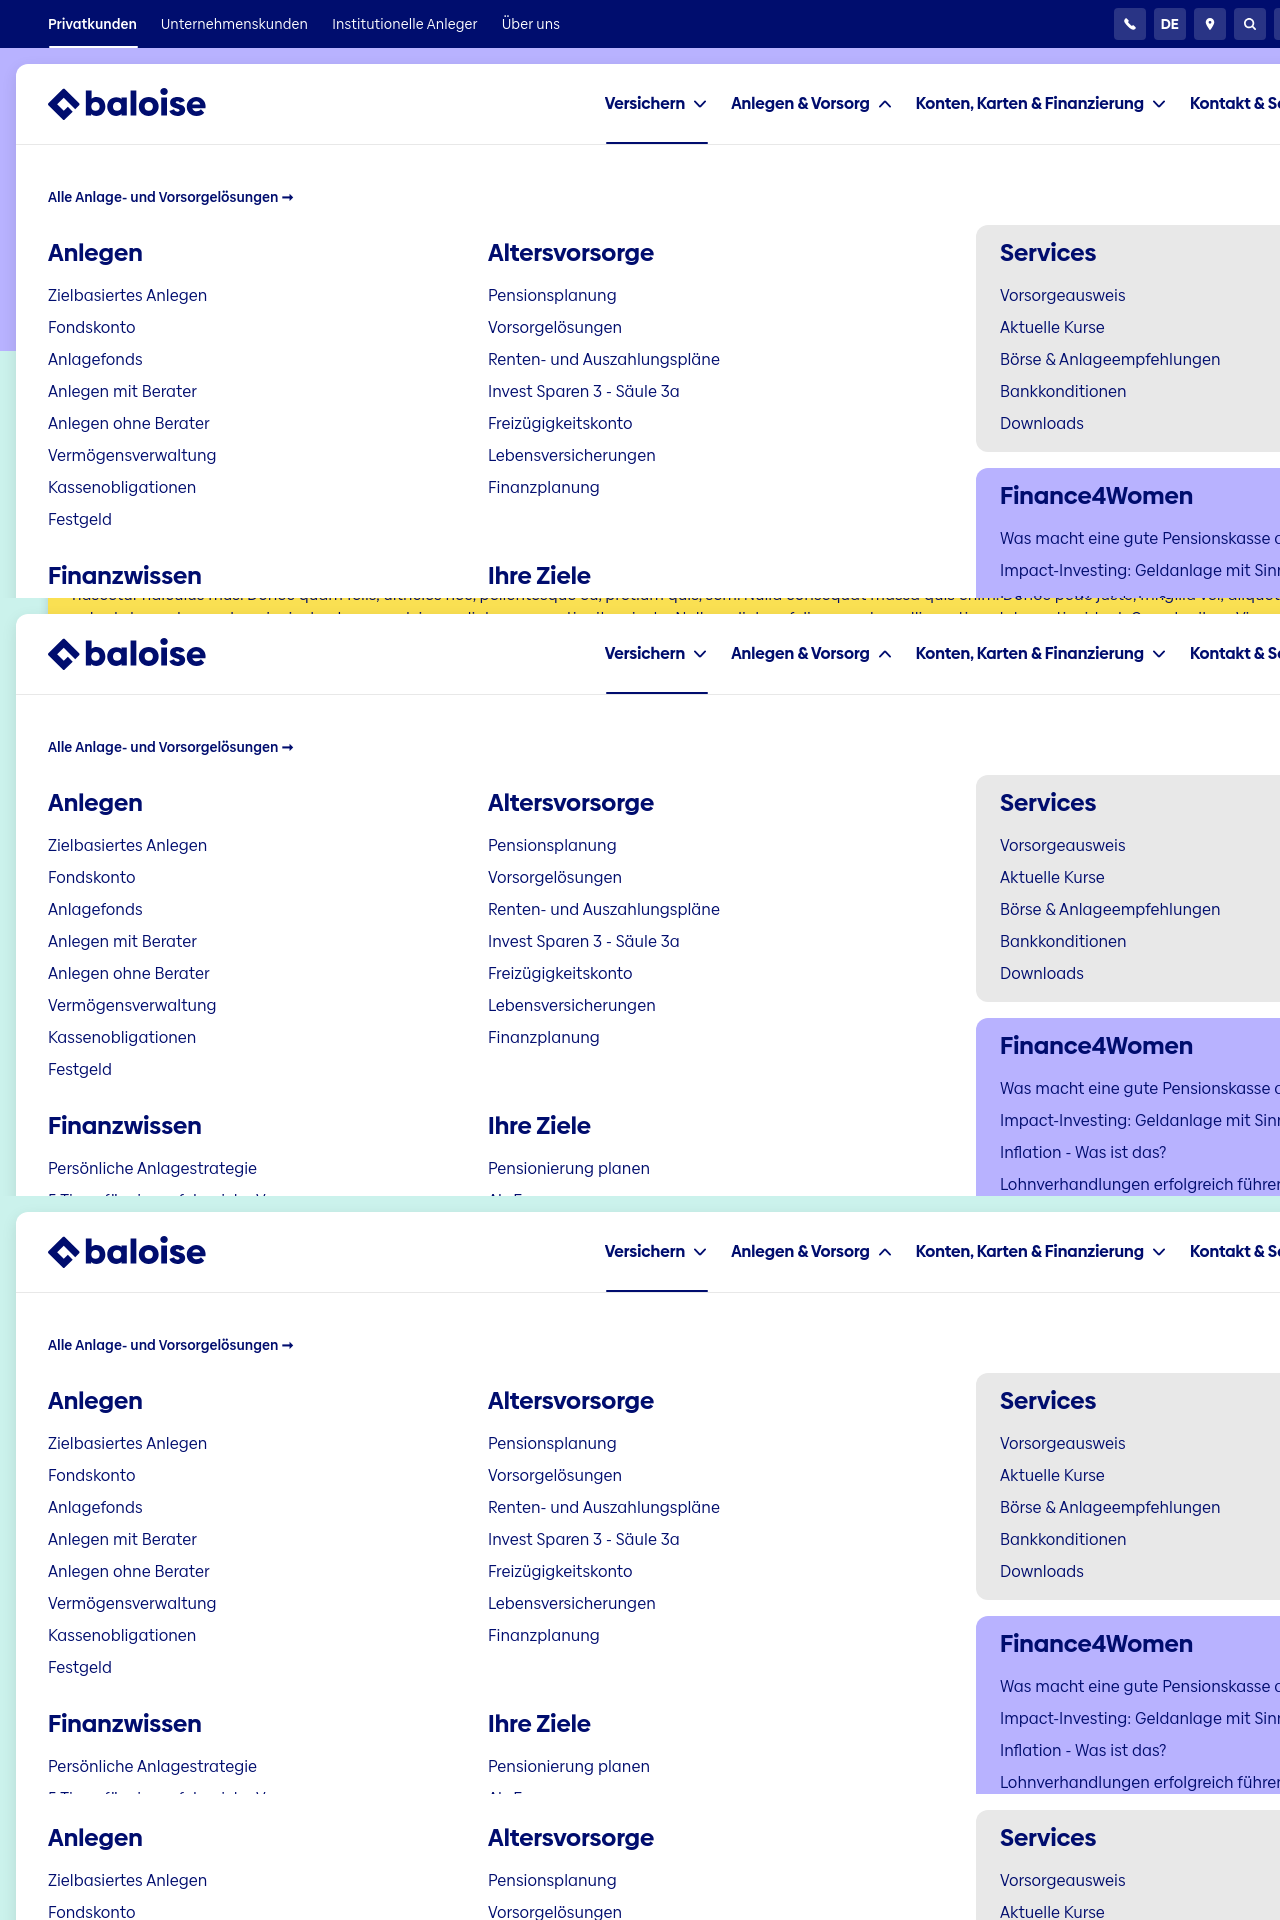 Privatkunden Unternehmenskunden Institutionelle Anleger Über uns DE
baloise Versichern Anlegen & Vorsorg Konten, Karten & Finanzierung Kontakt &
Alle Anlage- und Vorsorgelösungen →
Anlegen Altersvorsorge Services
Zielbasiertes Anlegen Pensionsplanung Vorsorgeausweis
Fondskonto Vorsorgelösungen Aktuelle Kurse
Anlagefonds Renten- und Auszahlungspläne Börse & Anlageempfehlungen
Anlegen mit Berater Invest Sparen 3 - Säule 3a Bankkonditionen
Anlegen ohne Berater Freizügigkeitskonto Downloads
Vermögensverwaltung Lebensversicherungen
Kassenobligationen Finanzplanung Finance4Women
Festgeld Was macht eine gute Pensionskasse
Impact-Investing: Geldanlage mit
Finanzwissen Ihre Ziele
baloise Versichern Anlegen & Vorsorg Konten, Karten & Finanzierung Kontakt &
Alle Anlage- und Vorsorgelösungen →
Anlegen Altersvorsorge Services
Zielbasiertes Anlegen Pensionsplanung Vorsorgeausweis
Fondskonto Vorsorgelösungen Aktuelle Kurse
Anlagefonds Renten- und Auszahlungspläne Börse & Anlageempfehlungen
Anlegen mit Berater Invest Sparen 3 - Säule 3a Bankkonditionen
Anlegen ohne Berater Freizügigkeitskonto Downloads
Vermögensverwaltung Lebensversicherungen
Kassenobligationen Finanzplanung Finance4Women
Festgeld Was macht eine gute Pensionskasse
Impact-Investing: Geldanlage mit
Finanzwissen Ihre Ziele
Inflation - Was ist das?
Persönliche Anlagestrategie Pensionierung planen
Lohnverhandlungen erfolgreich
baloise Versichern Anlegen & Vorsorg Konten, Karten & Finanzierung Kontakt &
Alle Anlage- und Vorsorgelösungen →
Anlegen Altersvorsorge Services
Zielbasiertes Anlegen Pensionsplanung Vorsorgeausweis
Fondskonto Vorsorgelösungen Aktuelle Kurse
Anlagefonds Renten- und Auszahlungspläne Börse & Anlageempfehlungen
Anlegen mit Berater Invest Sparen 3 - Säule 3a Bankkonditionen
Anlegen ohne Berater Freizügigkeitskonto Downloads
Vermögensverwaltung Lebensversicherungen
Kassenobligationen Finanzplanung Finance4Women
Festgeld Was macht eine gute Pensionskasse
Impact-Investing: Geldanlage mit
Finanzwissen Ihre Ziele
Inflation - Was ist das?
Persönliche Anlagestrategie Pensionierung planen
Lohnverhandlungen erfolgreich
Anlegen Altersvorsorge Services
Zielbasiertes Anlegen Pensionsplanung Vorsorgeausweis
Fondskonto Vorsorgelösungen Aktuelle Kurse